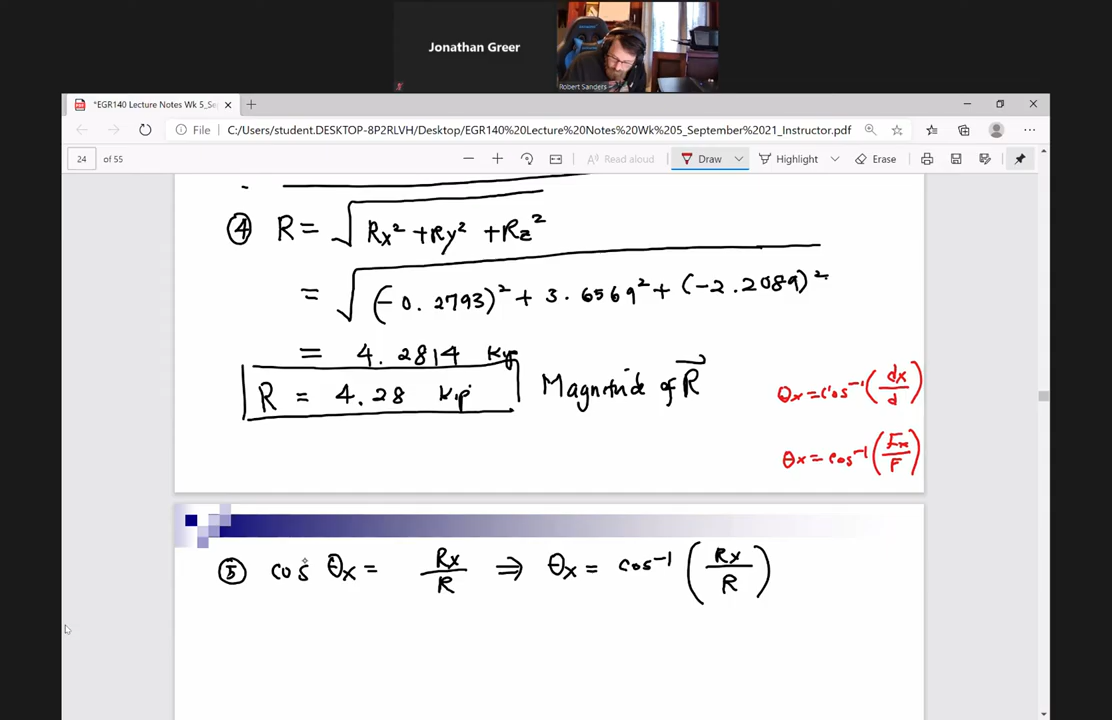 Jonathan Greer
Robert Sanders
*EGR140 Lecture Notes Wk 5_Se
File C:/Users/student.DESKTOP-8P2RLVH/Desktop/EGR140%20Lecture%20Notes%20Wk%205_September%202021_Instructor.pdf
24 of 55 Read aloud Draw Highlight Erase
④ R = √(Rx² + Ry² + Rz²)
= √((-0.2793)² + 3.6569² + (-2.2089)²)
= 4.2814 Kip
R = 4.28 Kip Magnitude of R⃗
θx = cos⁻¹(dx/d)
θx = cos⁻¹(Fx/F)
⑤ cos θx = Rx/R ⇒ θx = cos⁻¹(Rx/R)